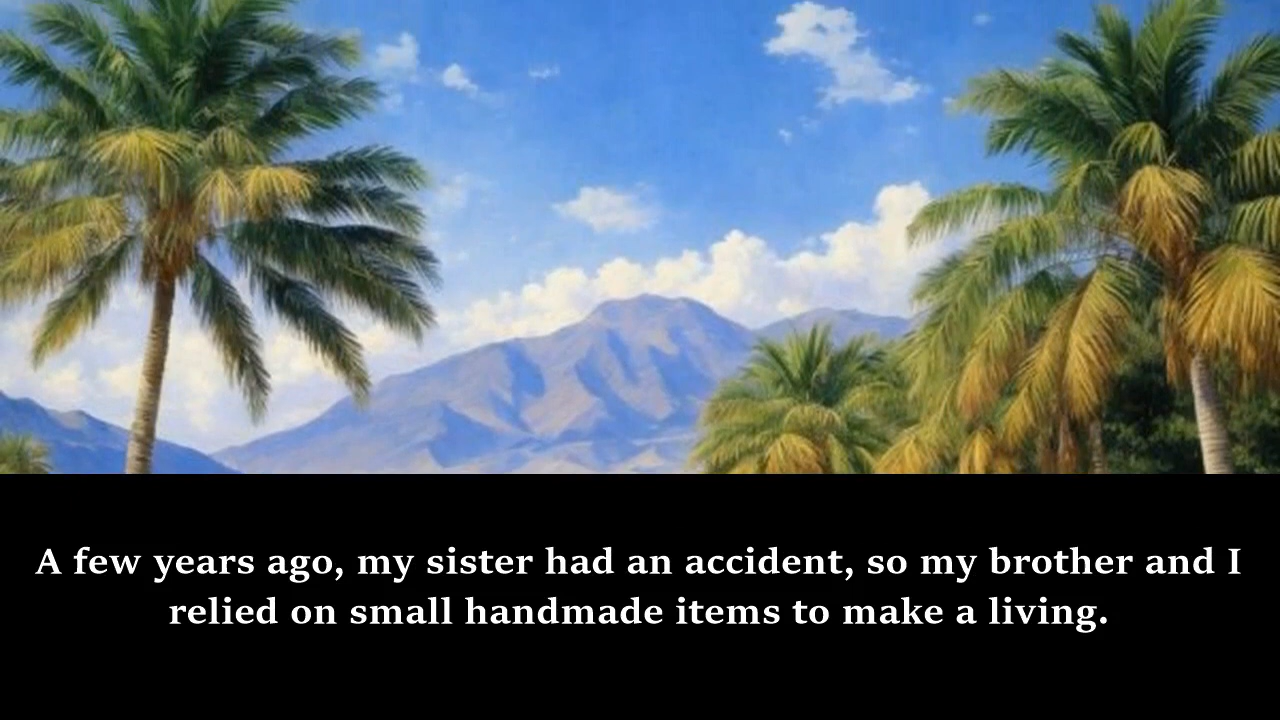 A few years ago, my sister had an accident, so my brother and I
relied on small handmade items to make a living.